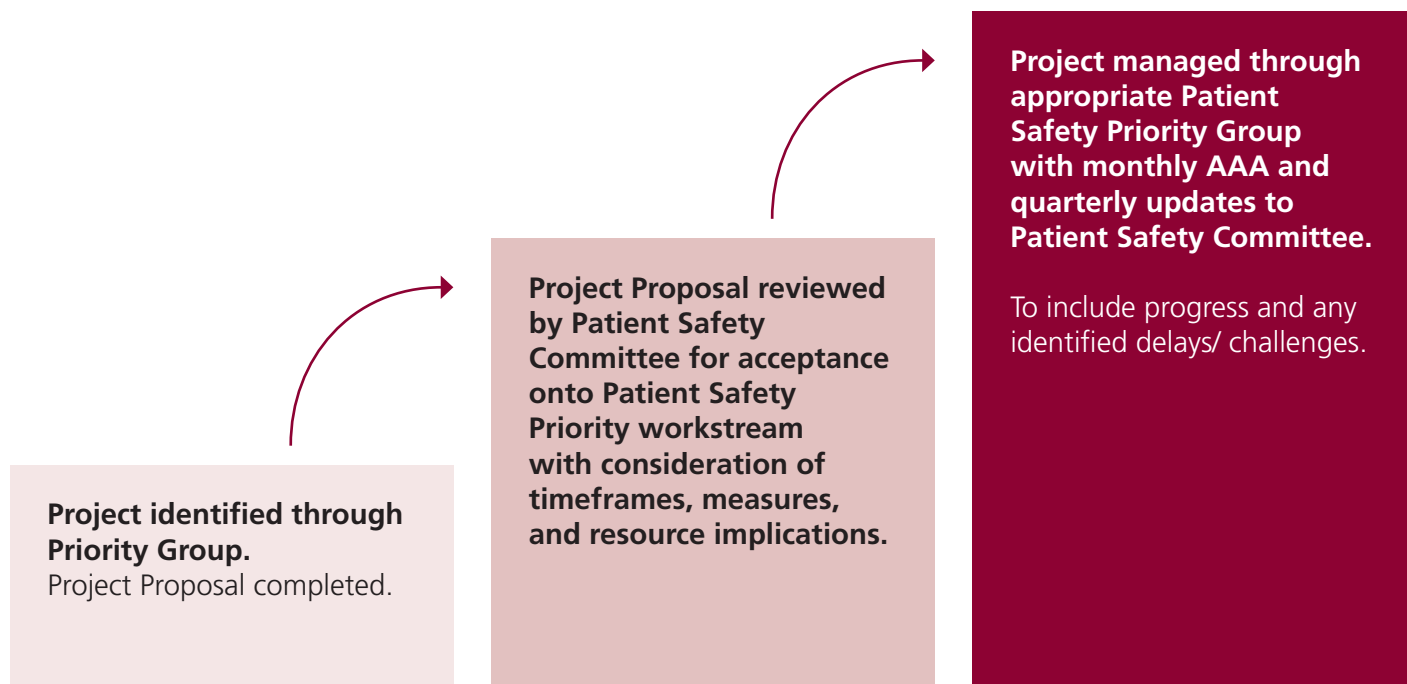 Project identified through
Priority Group.
Project Proposal completed.
Project Proposal reviewed
by Patient Safety
Committee for acceptance
onto Patient Safety
Priority workstream
with consideration of
timeframes, measures,
and resource implications.
Project managed through
appropriate Patient
Safety Priority Group
with monthly AAA and
quarterly updates to
Patient Safety Committee.
To include progress and any
identified delays/ challenges.